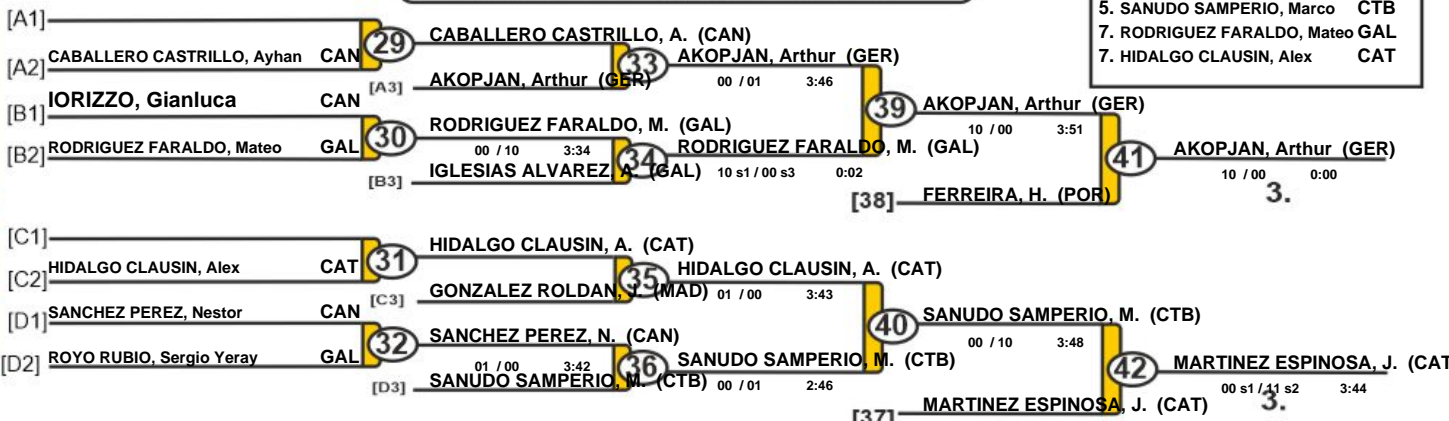 5. SANUDO SAMPERIO, Marco CTB
7. RODRIGUEZ FARALDO, Mateo GAL
7. HIDALGO CLAUSIN, Alex CAT
[A1]
[A2] CABALLERO CASTRILLO, Ayhan CAN
29
CABALLERO CASTRILLO, A. (CAN)
[A3] AKOPJAN, Arthur (GER)
33
AKOPJAN, Arthur (GER)
00 / 01 3:46
[B1] IORIZZO, Gianluca CAN
[B2] RODRIGUEZ FARALDO, Mateo GAL
30
RODRIGUEZ FARALDO, M. (GAL)
00 / 10 3:34
[B3] IGLESIAS ALVAREZ, A. (GAL)
34
RODRIGUEZ FARALDO, M. (GAL)
10 s1 / 00 s3 0:02
39
AKOPJAN, Arthur (GER)
10 / 00 3:51
[38] FERREIRA, H. (POR)
41
AKOPJAN, Arthur (GER)
10 / 00 0:00
3.
[C1]
[C2] HIDALGO CLAUSIN, Alex CAT
31
HIDALGO CLAUSIN, A. (CAT)
[C3] GONZALEZ ROLDAN, J. (MAD)
35
HIDALGO CLAUSIN, A. (CAT)
01 / 00 3:43
[D1] SANCHEZ PEREZ, Nestor CAN
[D2] ROYO RUBIO, Sergio Yeray GAL
32
SANCHEZ PEREZ, N. (CAN)
01 / 00 3:42
[D3] SANUDO SAMPERIO, M. (CTB)
36
SANUDO SAMPERIO, M. (CTB)
00 / 01 2:46
40
SANUDO SAMPERIO, M. (CTB)
00 / 10 3:48
[37] MARTINEZ ESPINOSA, J. (CAT)
42
MARTINEZ ESPINOSA, J. (CAT
00 s1 / 11 s2 3:44
3.